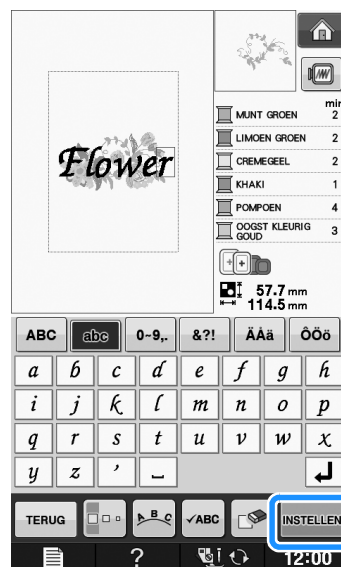 min
MUNT GROEN 2
LIMOEN GROEN 2
CREMEGEEL 2
KHAKI 1
POMPOEN 4
OOGST KLEURIG
GOUD 3
Flower
57.7 mm
114.5 mm
ABC abc 0~9,. &?! ÄÅä ÔÖö
a b c d e f g h
i j k l m n o p
q r s t u v w x
y z ’ ⎵
TERUG A B C ✓ABC INSTELLEN
? 12:00